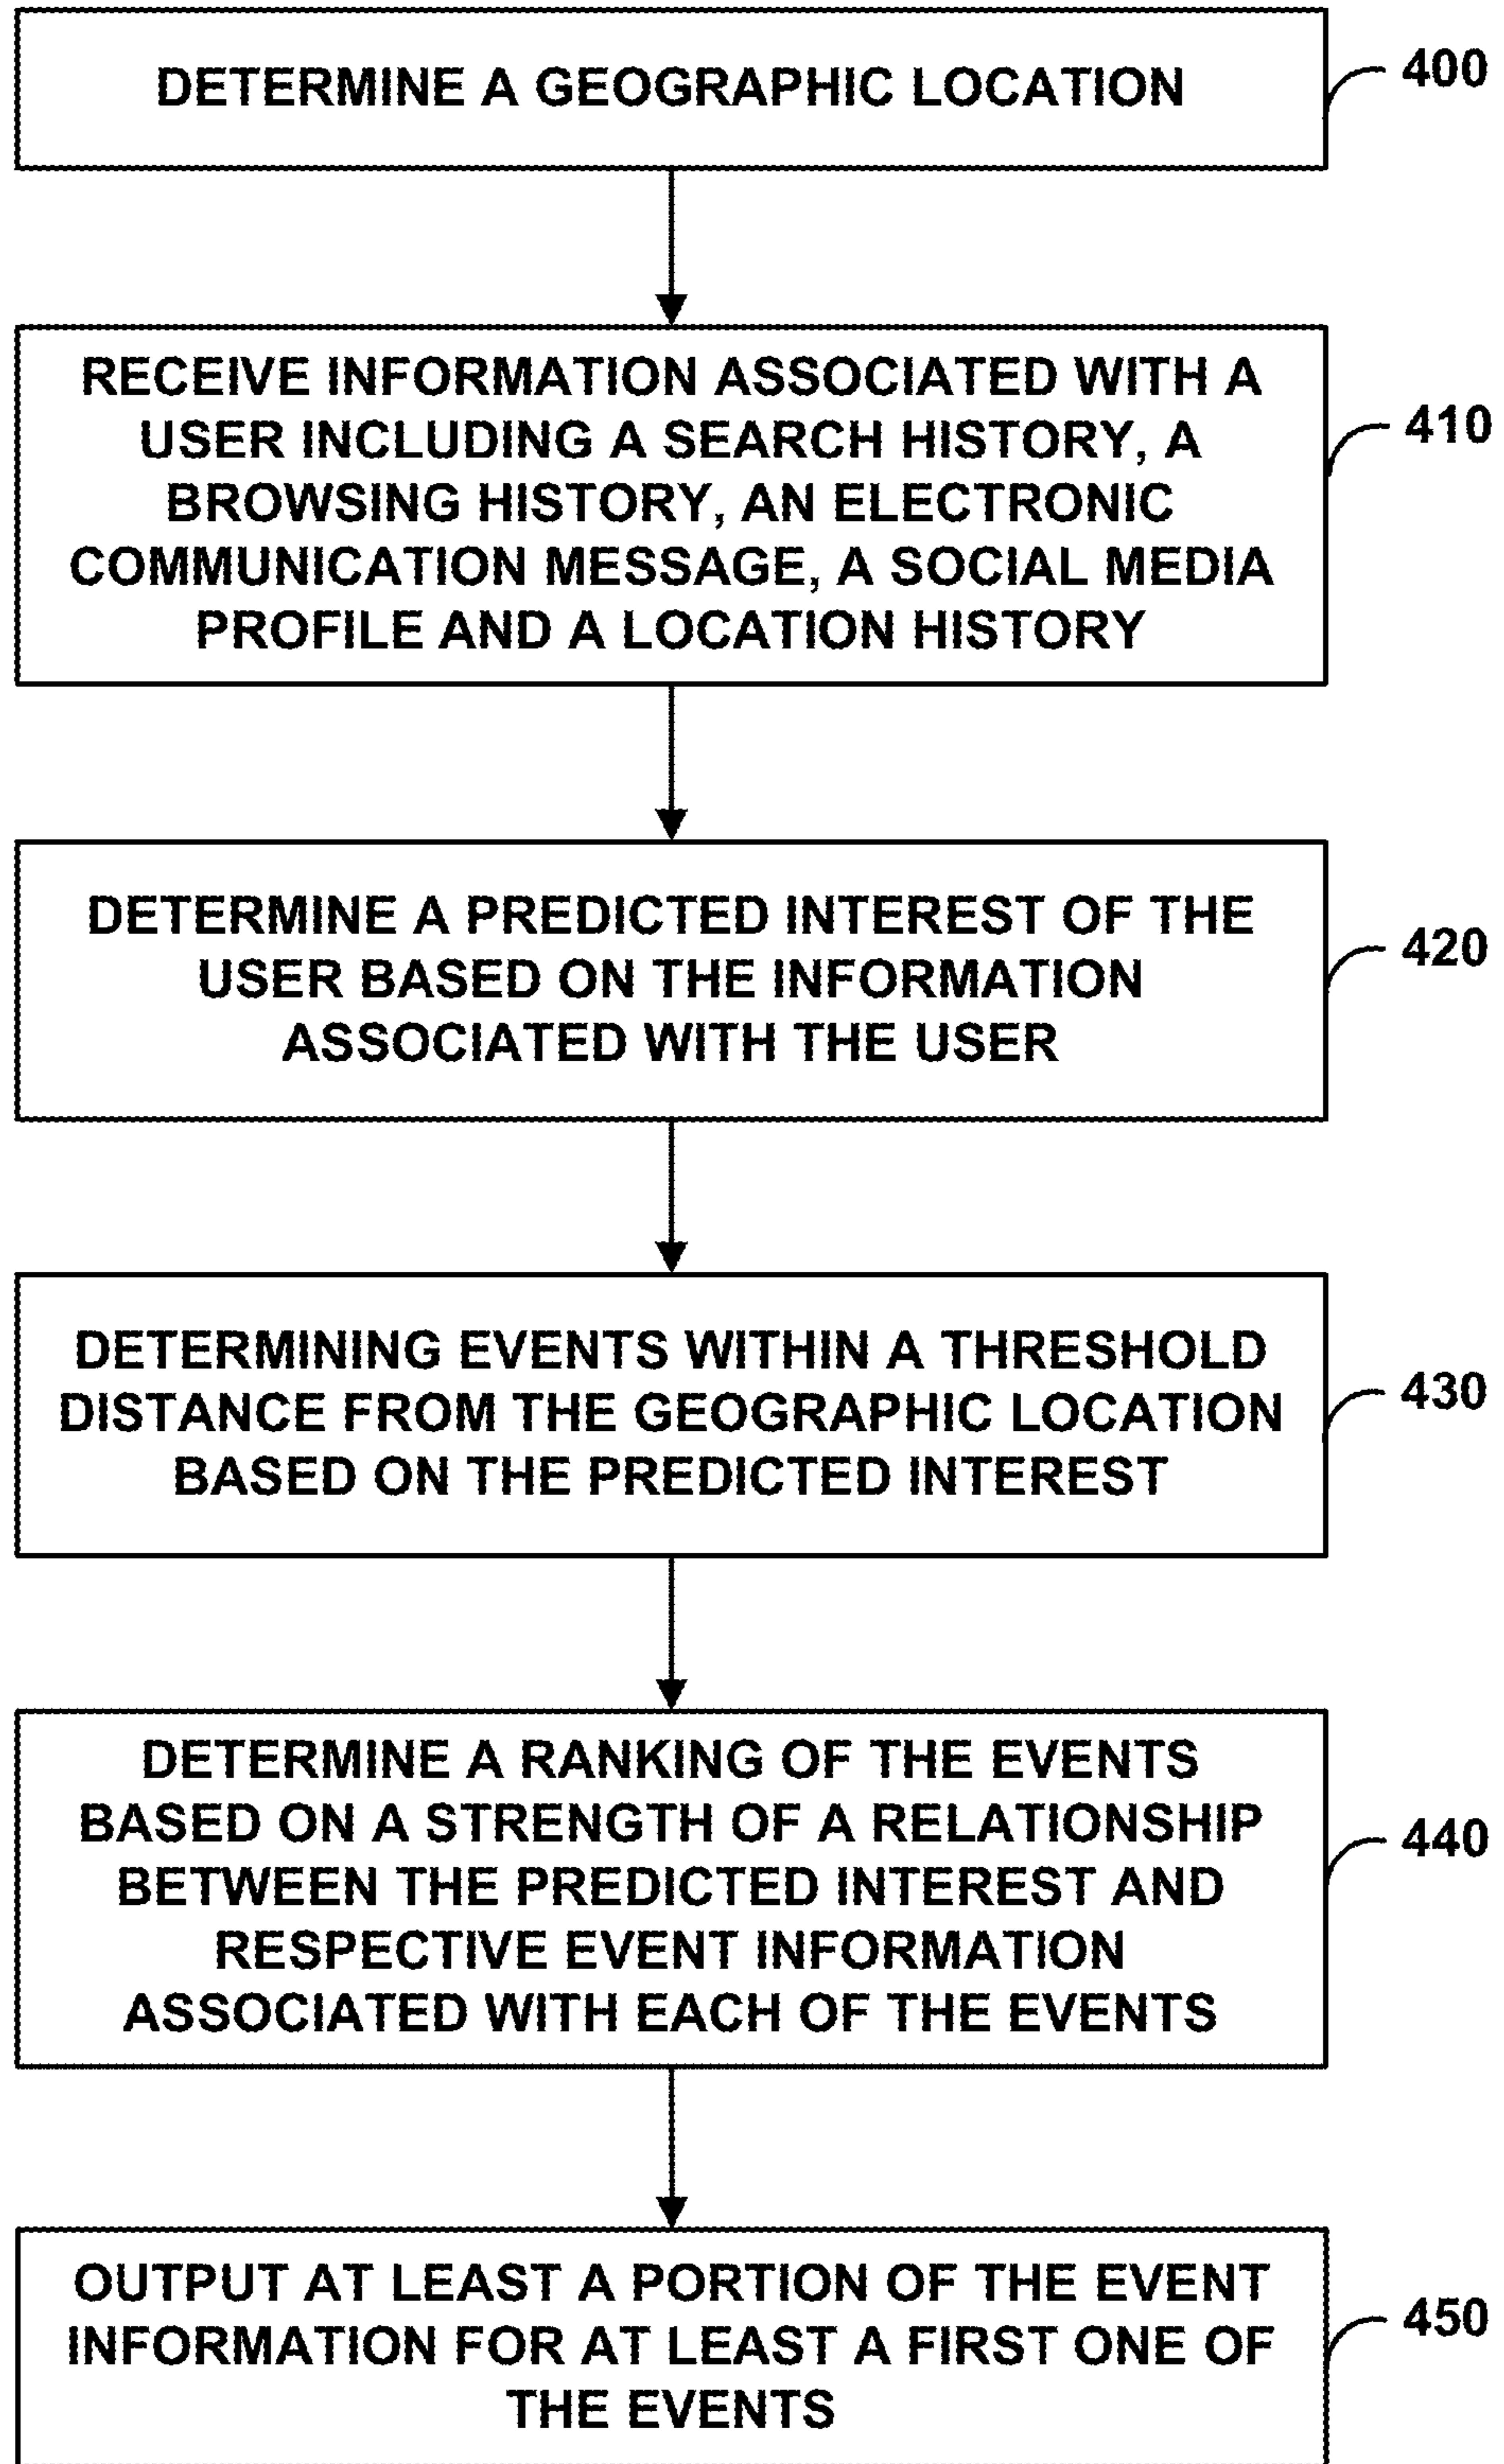 DETERMINE A GEOGRAPHIC LOCATION
400
RECEIVE INFORMATION ASSOCIATED WITH A
USER INCLUDING A SEARCH HISTORY, A
BROWSING HISTORY, AN ELECTRONIC
COMMUNICATION MESSAGE, A SOCIAL MEDIA
PROFILE AND A LOCATION HISTORY
410
DETERMINE A PREDICTED INTEREST OF THE
USER BASED ON THE INFORMATION
ASSOCIATED WITH THE USER
420
DETERMINING EVENTS WITHIN A THRESHOLD
DISTANCE FROM THE GEOGRAPHIC LOCATION
BASED ON THE PREDICTED INTEREST
430
DETERMINE A RANKING OF THE EVENTS
BASED ON A STRENGTH OF A RELATIONSHIP
BETWEEN THE PREDICTED INTEREST AND
RESPECTIVE EVENT INFORMATION
ASSOCIATED WITH EACH OF THE EVENTS
440
OUTPUT AT LEAST A PORTION OF THE EVENT
INFORMATION FOR AT LEAST A FIRST ONE OF
THE EVENTS
450